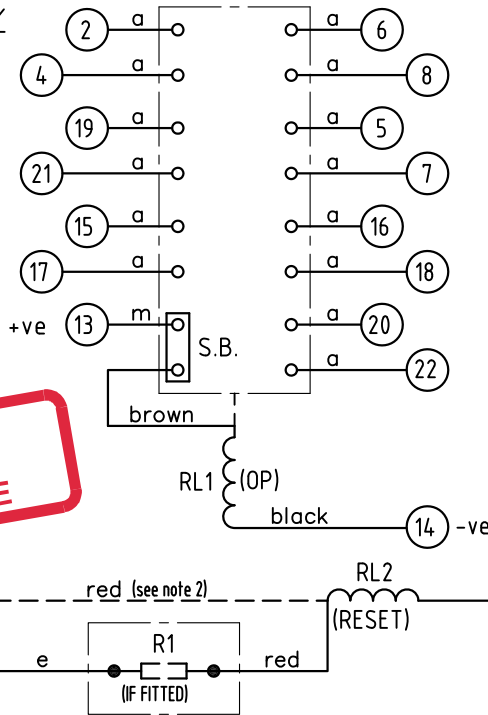 2 a a 6
4 a a 8
19 a a 5
21 a a 7
15 a a 16
17 a a 18
+ve 13 m a 20
S.B.
a 22
brown
RL1 (OP)
black 14 -ve
RL2
red (see note 2)
(RESET)
R1
e red
(IF FITTED)